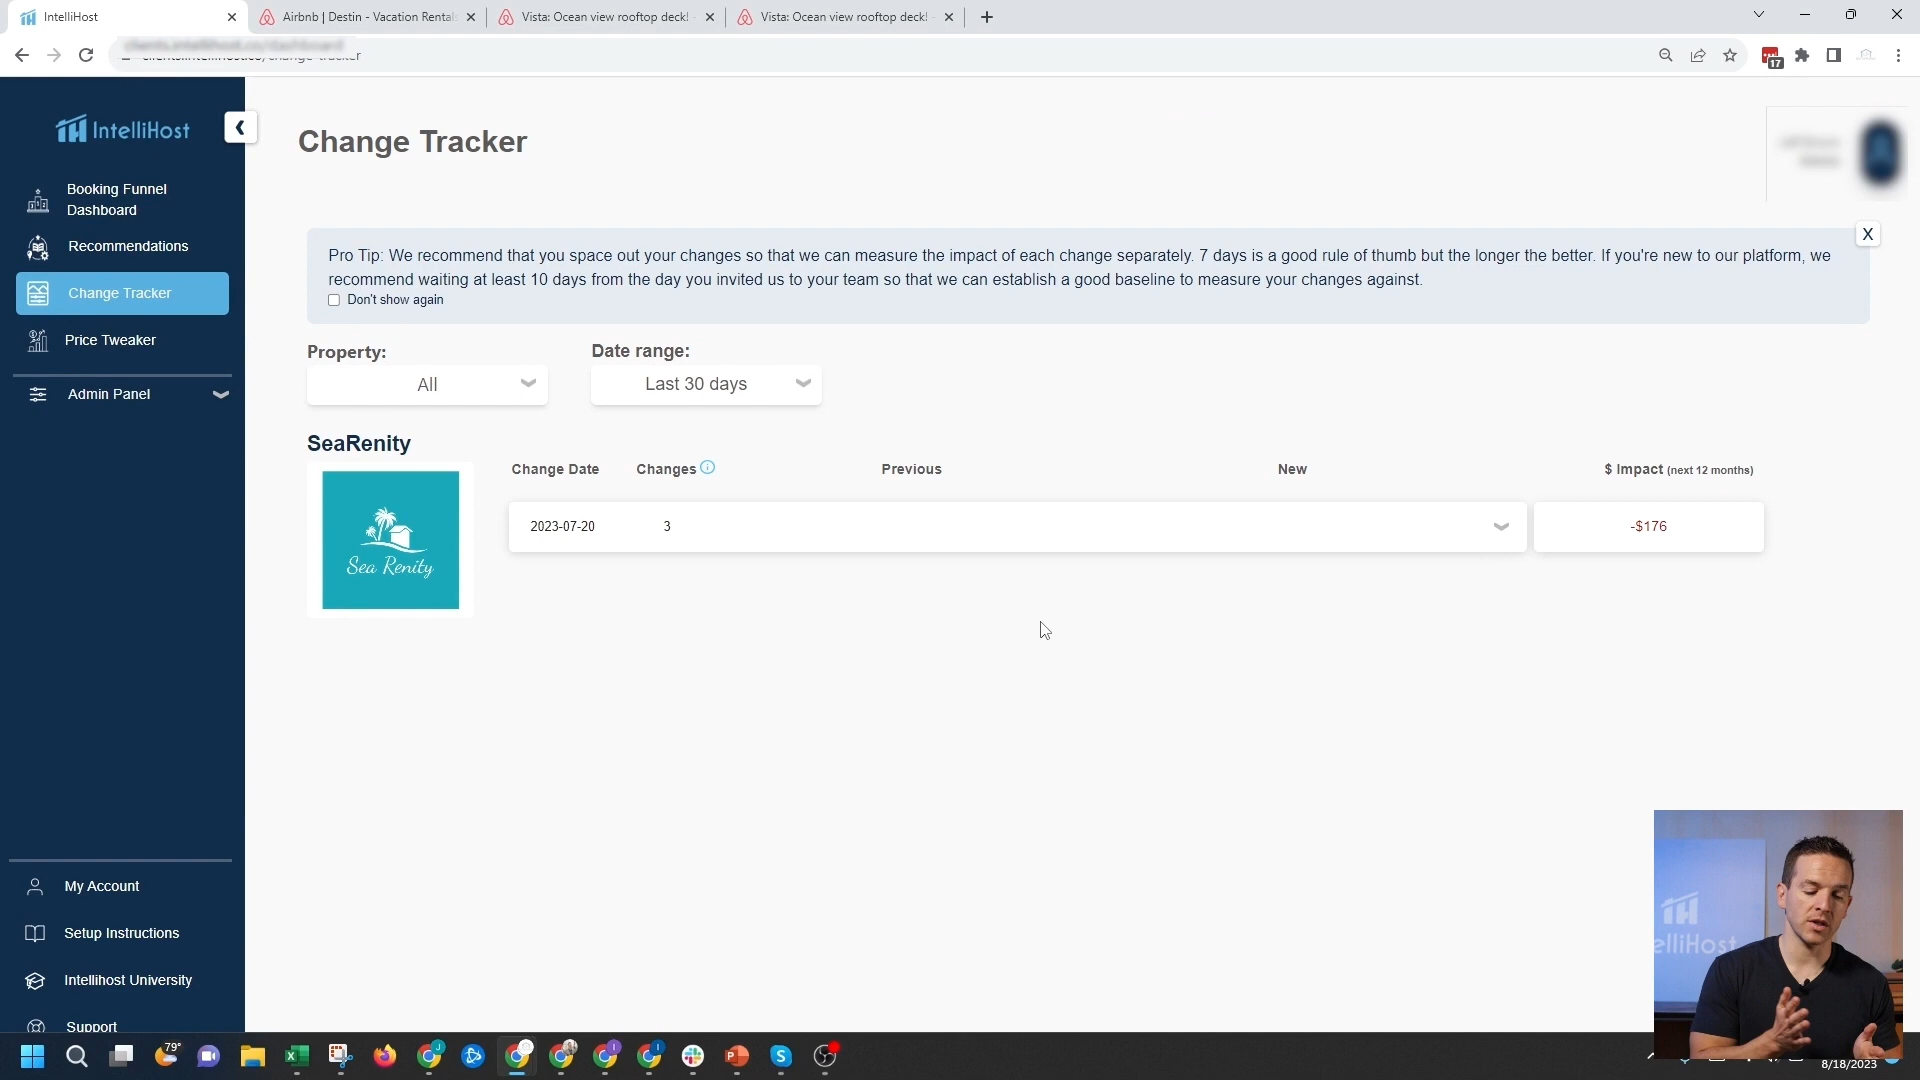 IntelliHost
Airbnb | Destin - Vacation Rentals
Vista: Ocean view rooftop deck! -
Vista: Ocean view rooftop deck! -
17
IntelliHost
Change Tracker
Booking Funnel
Dashboard
Recommendations
Change Tracker
Price Tweaker
Admin Panel
Pro Tip: We recommend that you space out your changes so that we can measure the impact of each change separately. 7 days is a good rule of thumb but the longer the better. If you're new to our platform, we
recommend waiting at least 10 days from the day you invited us to your team so that we can establish a good baseline to measure your changes against.
Don't show again
X
Property:
Date range:
All
Last 30 days
SeaRenity
Change Date
Changes
Previous
New
$ Impact (next 12 months)
2023-07-20
3
-$176
Sea Renity
My Account
Setup Instructions
Intellihost University
Support
elliHost
79°
8/18/2023